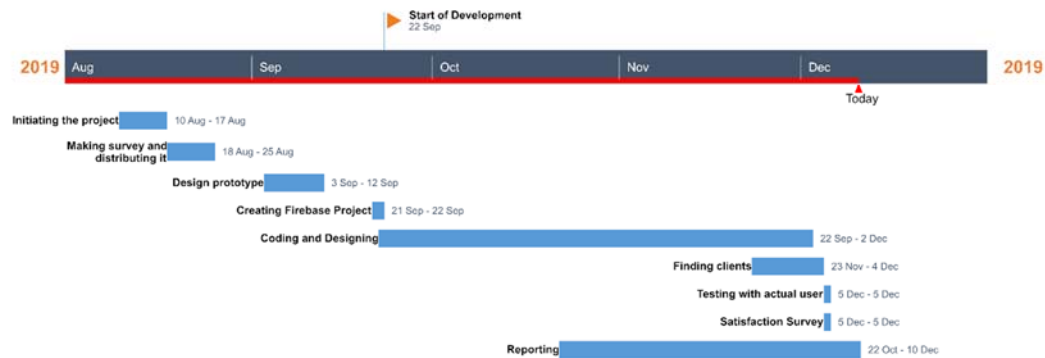 Start of Development
22 Sep
2019 Aug Sep Oct Nov Dec 2019
Today
Initiating the project 10 Aug - 17 Aug
Making survey and
distributing it 18 Aug - 25 Aug
Design prototype 3 Sep - 12 Sep
Creating Firebase Project 21 Sep - 22 Sep
Coding and Designing 22 Sep - 2 Dec
Finding clients 23 Nov - 4 Dec
Testing with actual user 5 Dec - 5 Dec
Satisfaction Survey 5 Dec - 5 Dec
Reporting 22 Oct - 10 Dec